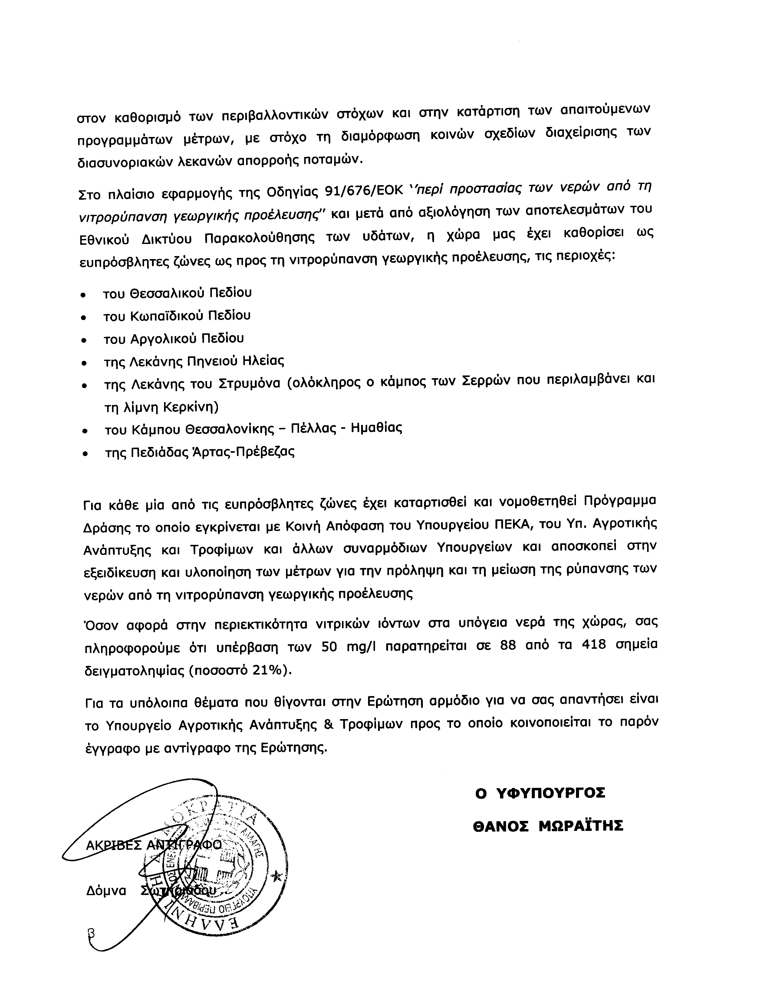 στον καθορισμό των περιβαλλοντικών στόχων και στην κατάρτιση των απαιτούμενων
προγραμμάτων μέτρων, με στόχο τη διαμόρφωση κοινών σχεδίων διαχείρισης των
διασυνοριακών λεκανών απορροής ποταμών.
Στο πλαίσιο εφαρμογής της Οδηγίας 91/676/ΕΟΚ ‘‘περί προστασίας των νερών από τη
νιτρορύπανση γεωργικής προέλευσης’’ και μετά από αξιολόγηση των αποτελεσμάτων του
Εθνικού Δικτύου Παρακολούθησης των υδάτων, η χώρα μας έχει καθορίσει ως
ευπρόσβλητες ζώνες ως προς τη νιτρορύπανση γεωργικής προέλευσης, τις περιοχές:
• του Θεσσαλικού Πεδίου
• του Κωπαϊδικού Πεδίου
• του Αργολικού Πεδίου
• της Λεκάνης Πηνειού Ηλείας
• της Λεκάνης του Στρυμόνα (ολόκληρος ο κάμπος των Σερρών που περιλαμβάνει και
τη λίμνη Κερκίνη)
• του Κάμπου Θεσσαλονίκης – Πέλλας - Ημαθίας
• της Πεδιάδας Άρτας-Πρέβεζας
Για κάθε μία από τις ευπρόσβλητες ζώνες έχει καταρτισθεί και νομοθετηθεί Πρόγραμμα
Δράσης το οποίο εγκρίνεται με Κοινή Απόφαση του Υπουργείου ΠΕΚΑ, του Υπ. Αγροτικής
Ανάπτυξης και Τροφίμων και άλλων συναρμόδιων Υπουργείων και αποσκοπεί στην
εξειδίκευση και υλοποίηση των μέτρων για την πρόληψη και τη μείωση της ρύπανσης των
νερών από τη νιτρορύπανση γεωργικής προέλευσης
Όσον αφορά στην περιεκτικότητα νιτρικών ιόντων στα υπόγεια νερά της χώρας, σας
πληροφορούμε ότι υπέρβαση των 50 mg/l παρατηρείται σε 88 από τα 418 σημεία
δειγματοληψίας (ποσοστό 21%).
Για τα υπόλοιπα θέματα που θίγονται στην Ερώτηση αρμόδιο για να σας απαντήσει είναι
το Υπουργείο Αγροτικής Ανάπτυξης & Τροφίμων προς το οποίο κοινοποιείται το παρόν
έγγραφο με αντίγραφο της Ερώτησης.
Ο ΥΦΥΠΟΥΡΓΟΣ
ΘΑΝΟΣ ΜΩΡΑΪΤΗΣ
ΑΚΡΙΒΕΣ ΑΝΤΙΓΡΑΦΟ
Δόμνα Σωτηριάδου
ΕΛΛΗΝΙΚΗ ΔΗΜΟΚΡΑΤΙΑ
ΥΠΟΥΡΓΕΙΟ ΠΕΡΙΒΑΛΛΟΝΤΟΣ
β